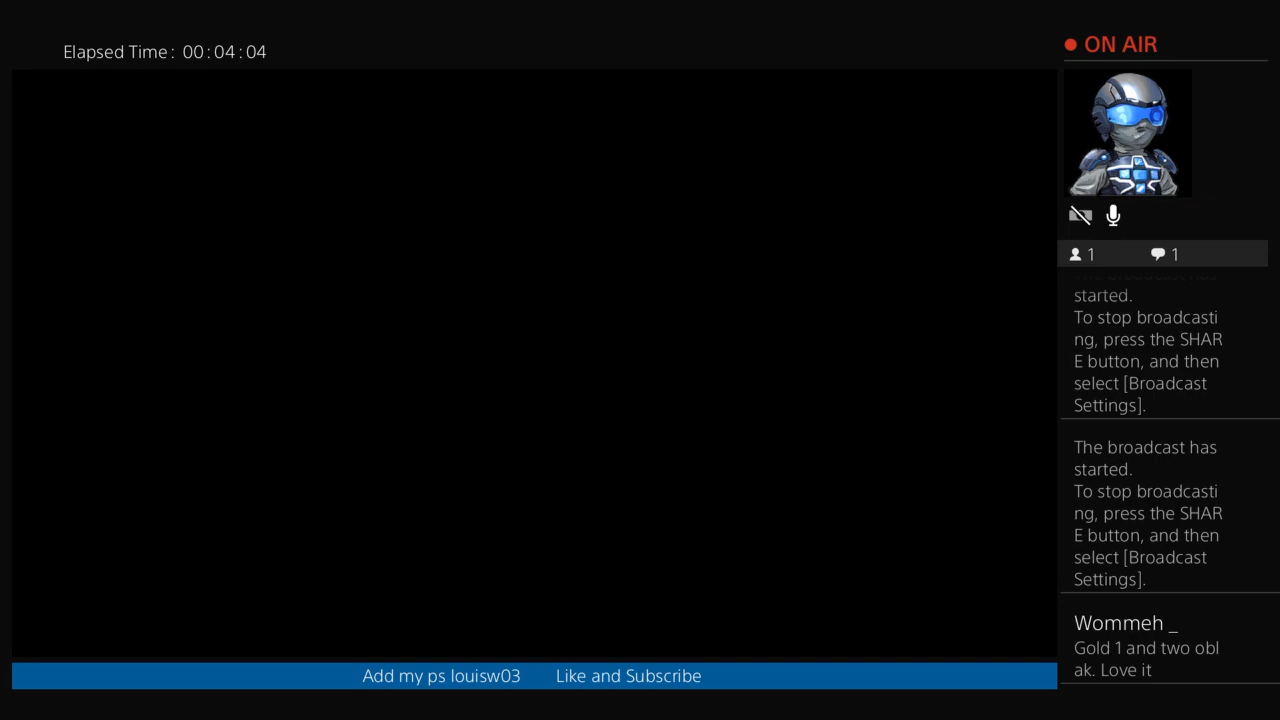 Elapsed Time: 00:04:04
ON AIR
1 1
started.
To stop broadcasti
ng, press the SHAR
E button, and then
select [Broadcast
Settings].
The broadcast has
started.
To stop broadcasti
ng, press the SHAR
E button, and then
select [Broadcast
Settings].
Wommeh _
Gold 1 and two obl
ak. Love it
Add my ps louisw03 Like and Subscribe